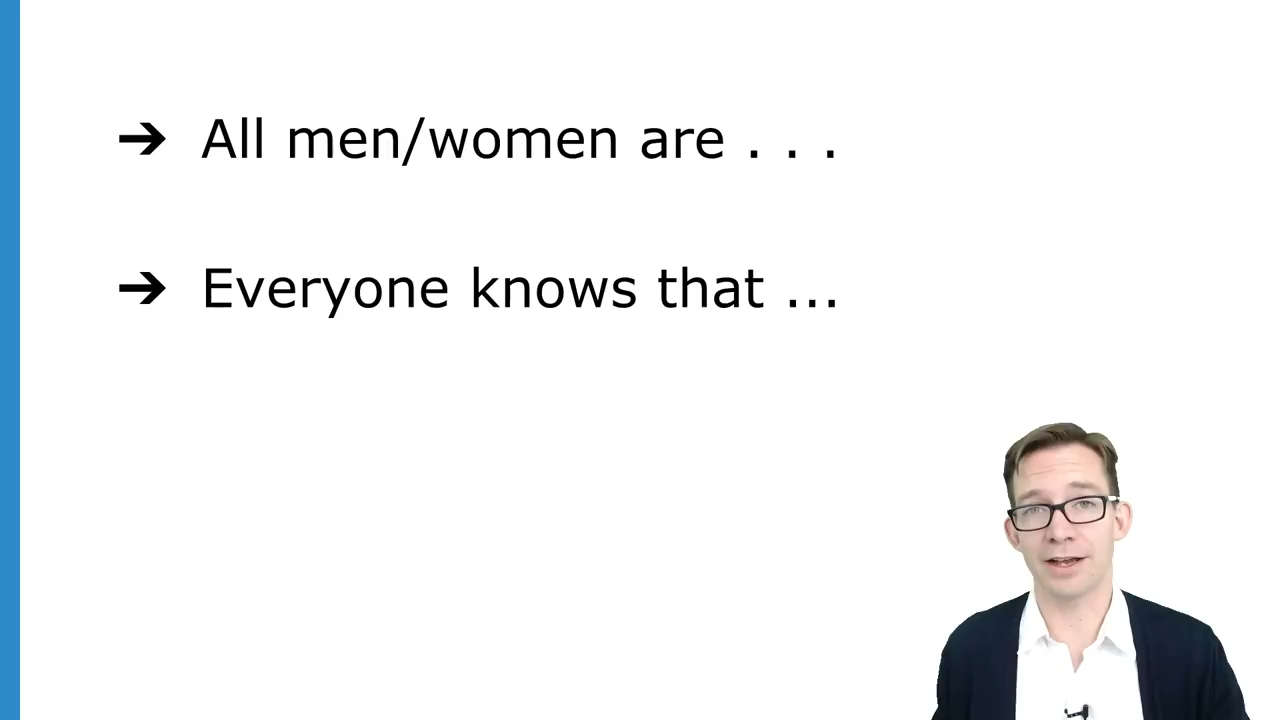 ➔ All men/women are . . .
➔ Everyone knows that ...